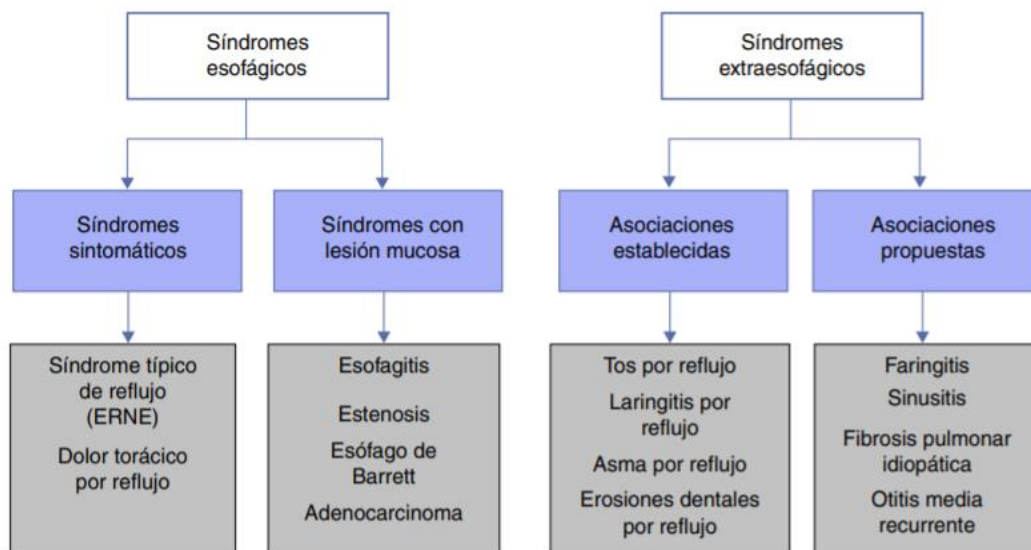 Síndromes
esofágicos
Síndromes
extraesofágicos
Síndromes
sintomáticos
Síndromes con
lesión mucosa
Asociaciones
establecidas
Asociaciones
propuestas
Síndrome típico
de reflujo
(ERNE)
Dolor torácico
por reflujo
Esofagitis
Estenosis
Esófago de
Barrett
Adenocarcinoma
Tos por reflujo
Laringitis por
reflujo
Asma por reflujo
Erosiones dentales
por reflujo
Faringitis
Sinusitis
Fibrosis pulmonar
idiopática
Otitis media
recurrente